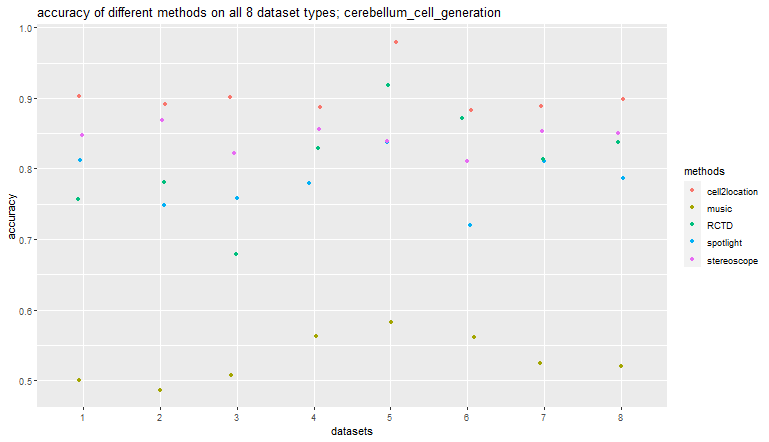 accuracy of different methods on all 8 dataset types; cerebellum_cell_generation
1.0
0.9
0.8
0.7
0.6
0.5
accuracy
1 2 3 4 5 6 7 8
datasets
methods
cell2location
music
RCTD
spotlight
stereoscope